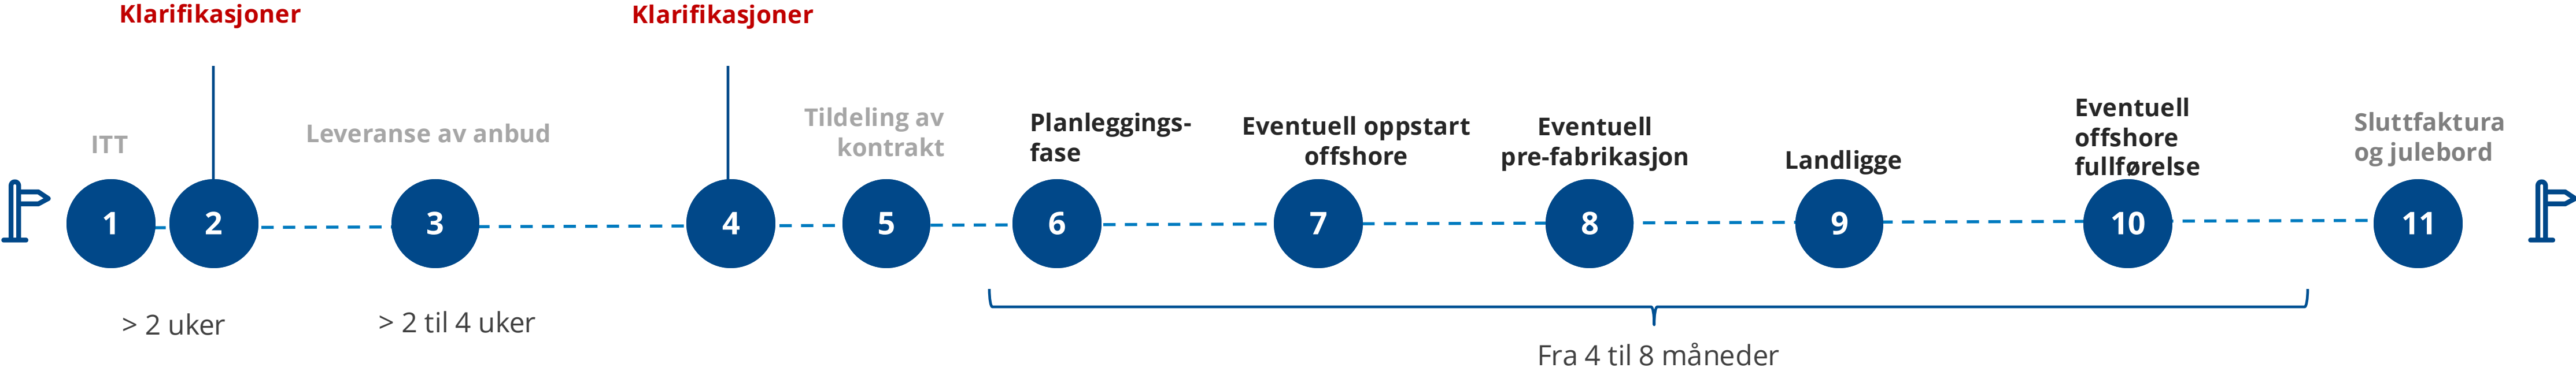 Klarifikasjoner
Klarifikasjoner
ITT
Leveranse av anbud
Tildeling av
kontrakt
Planleggings-
fase
Eventuell oppstart
offshore
Eventuell
pre-fabrikasjon
Landligge
Eventuell
offshore
fullførelse
Sluttfaktura
og julebord
1
2
3
4
5
6
7
8
9
10
11
> 2 uker
> 2 til 4 uker
Fra 4 til 8 måneder